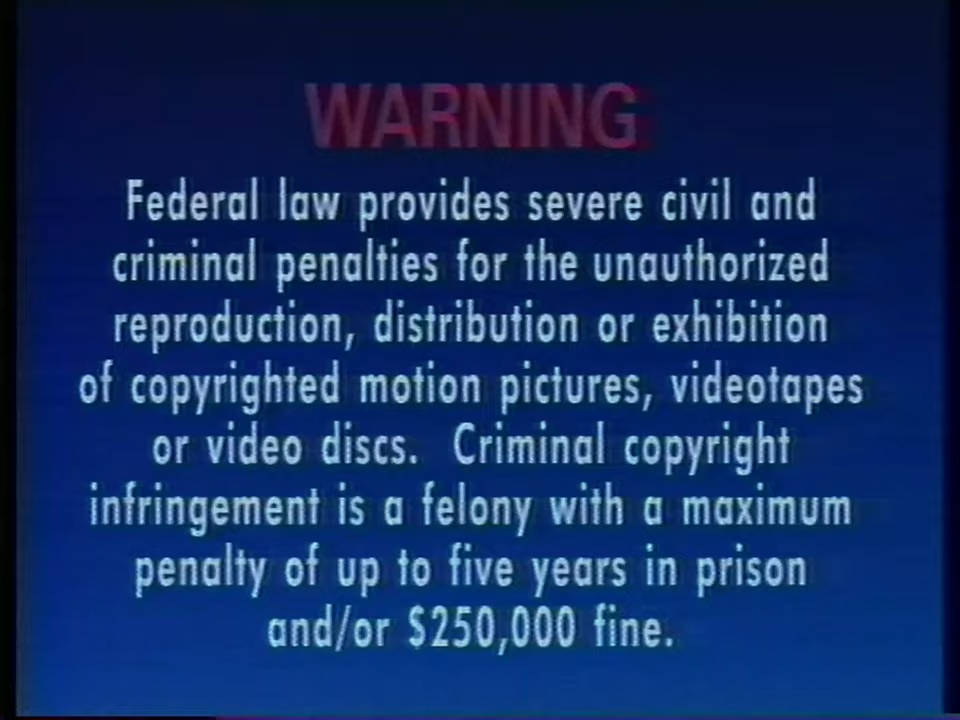 WARNING
Federal law provides severe civil and
criminal penalties for the unauthorized
reproduction, distribution or exhibition
of copyrighted motion pictures, videotapes
or video discs.  Criminal copyright
infringement is a felony with a maximum
penalty of up to five years in prison
and/or $250,000 fine.